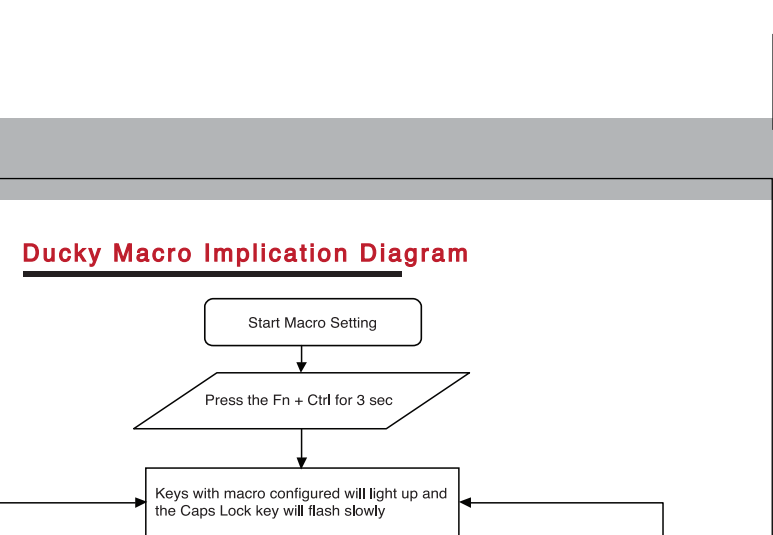 Ducky Macro Implication Diagram
Start Macro Setting
Press the Fn + Ctrl for 3 sec
Keys with macro configured will light up and
the Caps Lock key will flash slowly